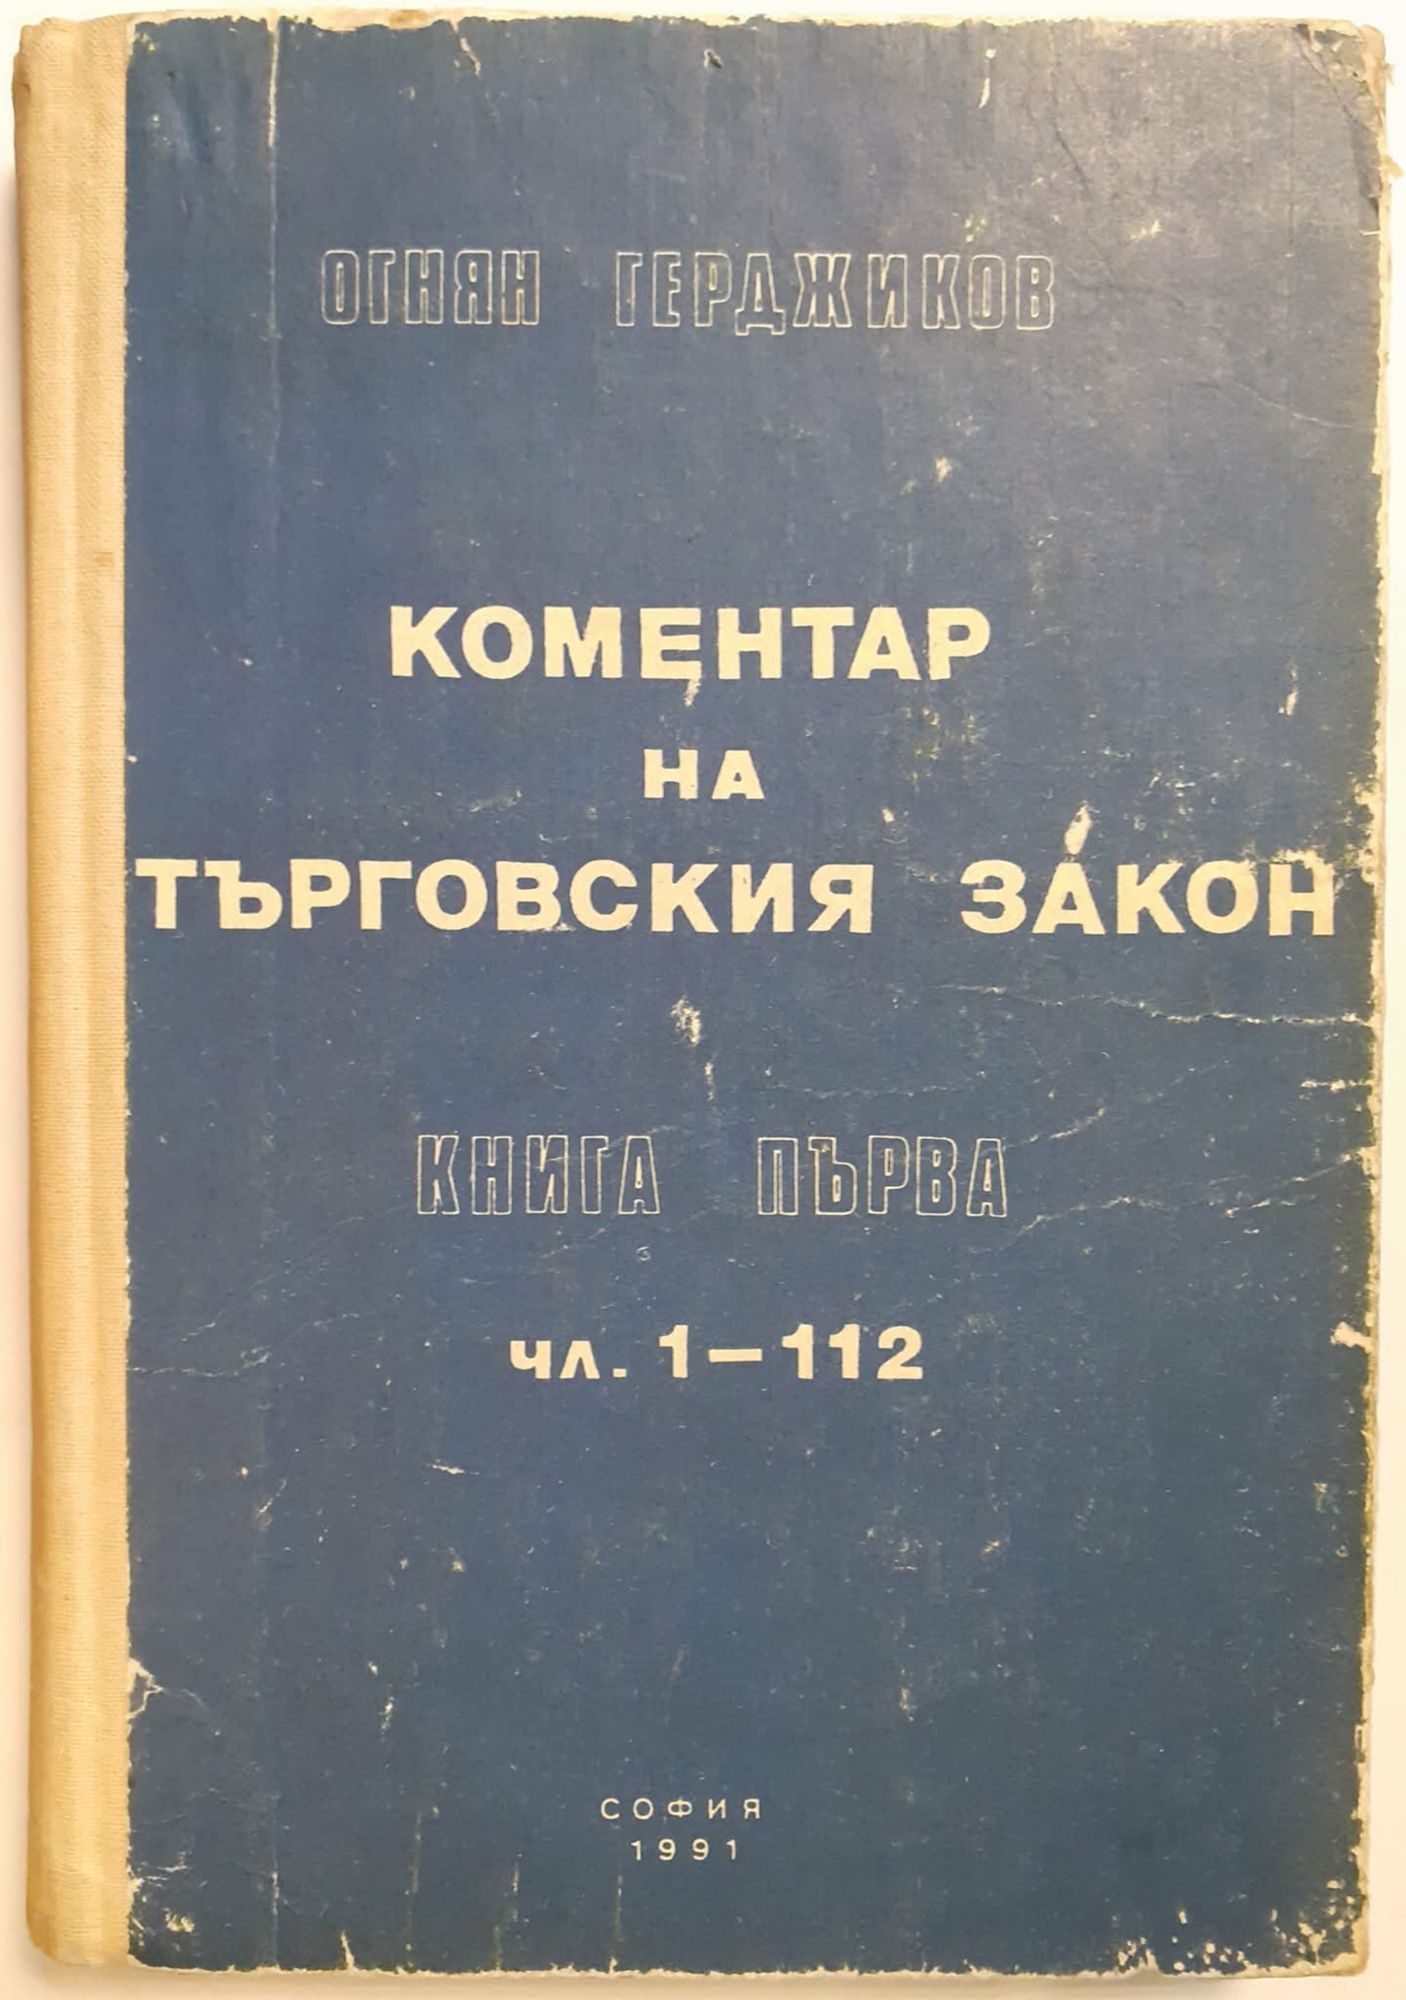 ОГНЯН ГЕРДЖИКОВ
КОМЕНТАР
НА
ТЪРГОВСКИЯ ЗАКОН
КНИГА ПЪРВА
чл. 1–112
СОФИЯ
1991